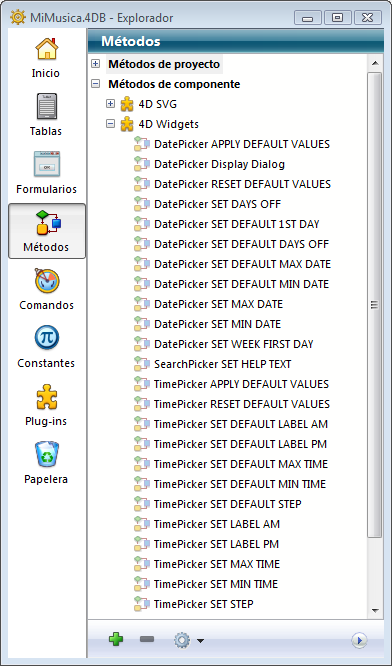 MiMusica.4DB - Explorador
Inicio
Tablas
Formularios
Métodos
Comandos
Constantes
Plug-ins
Papelera
Métodos
Métodos de proyecto
Métodos de componente
4D SVG
4D Widgets
DatePicker APPLY DEFAULT VALUES
DatePicker Display Dialog
DatePicker RESET DEFAULT VALUES
DatePicker SET DAYS OFF
DatePicker SET DEFAULT 1ST DAY
DatePicker SET DEFAULT DAYS OFF
DatePicker SET DEFAULT MAX DATE
DatePicker SET DEFAULT MIN DATE
DatePicker SET MAX DATE
DatePicker SET MIN DATE
DatePicker SET WEEK FIRST DAY
SearchPicker SET HELP TEXT
TimePicker APPLY DEFAULT VALUES
TimePicker RESET DEFAULT VALUES
TimePicker SET DEFAULT LABEL AM
TimePicker SET DEFAULT LABEL PM
TimePicker SET DEFAULT MAX TIME
TimePicker SET DEFAULT MIN TIME
TimePicker SET DEFAULT STEP
TimePicker SET LABEL AM
TimePicker SET LABEL PM
TimePicker SET MAX TIME
TimePicker SET MIN TIME
TimePicker SET STEP